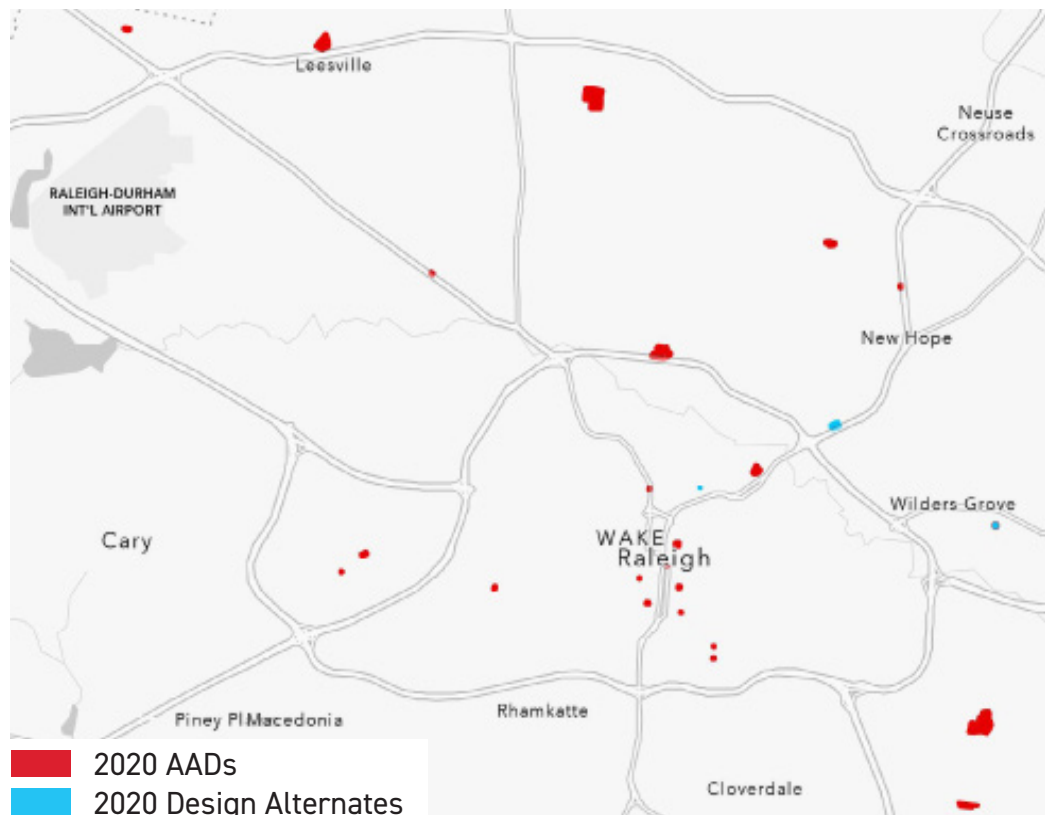 Leesville
Neuse
Crossroads
RALEIGH-DURHAM
INT'L AIRPORT
New Hope
Wilders Grove
WAKE
Raleigh
Cary
Rhamkatte
Piney Pl
Macedonia
Cloverdale
2020 AADs
2020 Design Alternates